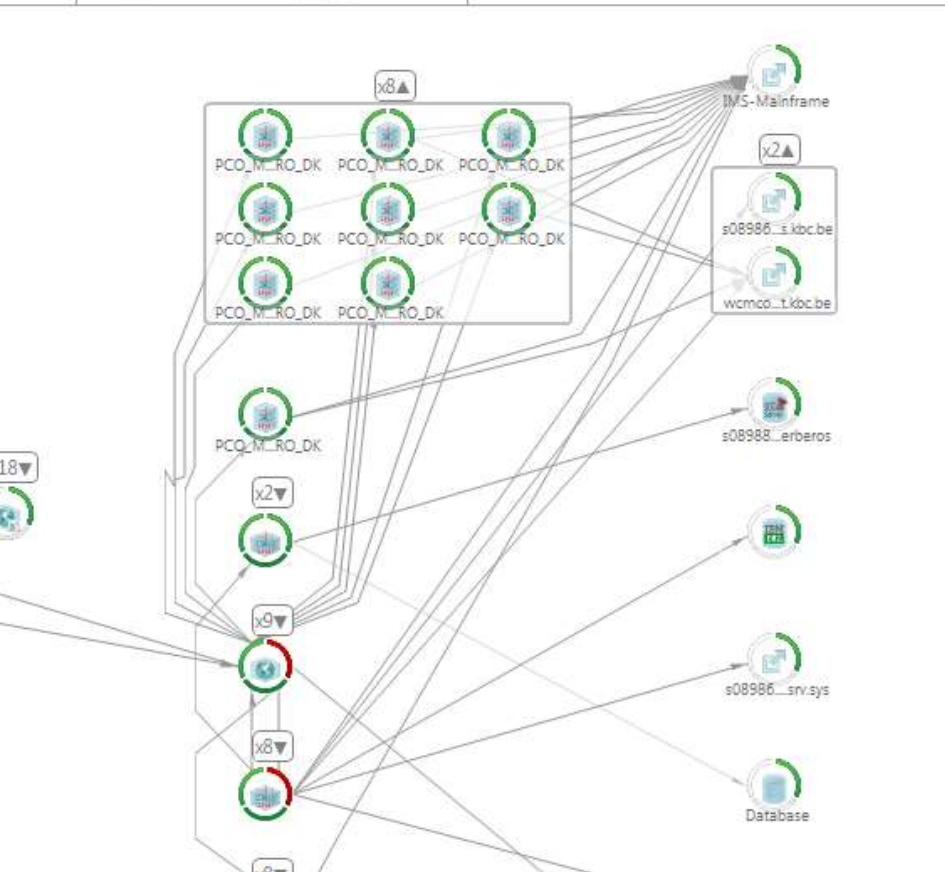 x8▲
IMS-Mainframe
x2▲
PCO_M...RO_DK PCO_M...RO_DK PCO_M...RO_DK
s08986...s.kbc.be
PCO_M...RO_DK PCO_M...RO_DK PCO_M...RO_DK
wcmco...t.kbc.be
PCO_M...RO_DK PCO_M...RO_DK
PCO_M...RO_DK
s08988...erberos
18▼
x2▼
x9▼
s08986...srv.sys
x8▼
Database